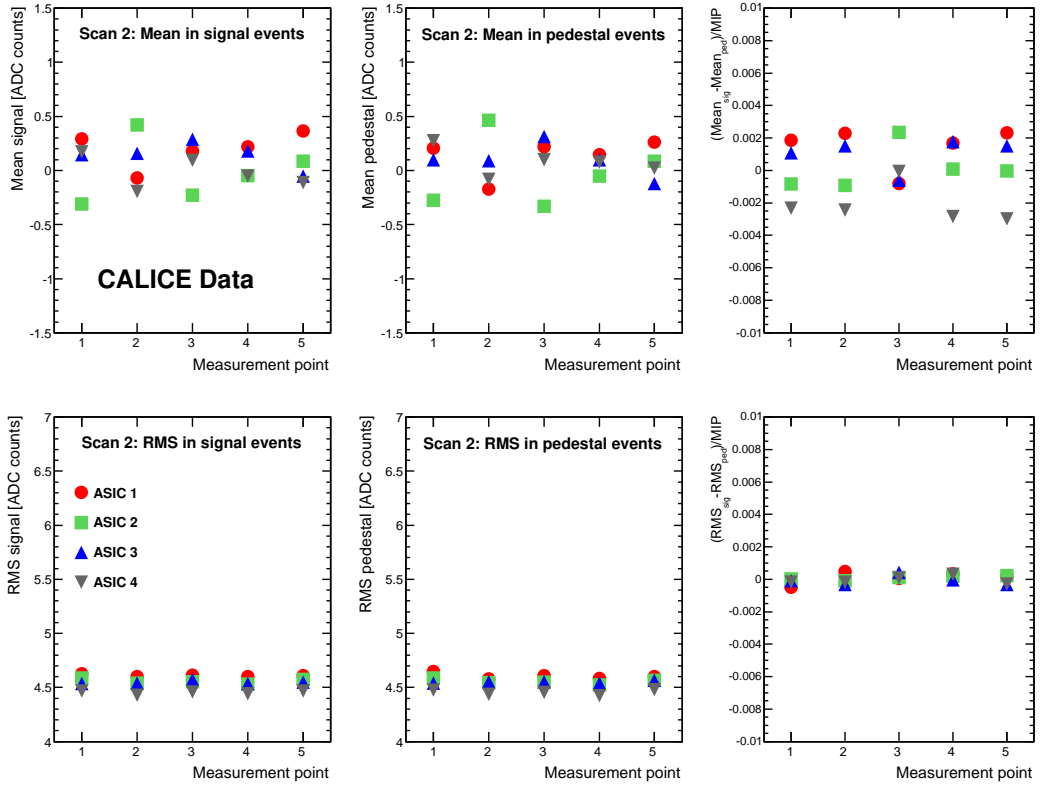 Scan 2: Mean in signal events
Mean signal [ADC counts]
1.5
1
0.5
0
-0.5
-1
-1.5
CALICE Data
1 2 3 4 5
Measurement point
Scan 2: Mean in pedestal events
Mean pedestal [ADC counts]
1.5
1
0.5
0
-0.5
-1
-1.5
1 2 3 4 5
Measurement point
(Mean_sig-Mean_ped)/MIP
0.01
0.008
0.006
0.004
0.002
0
-0.002
-0.004
-0.006
-0.008
-0.01
1 2 3 4 5
Measurement point
Scan 2: RMS in signal events
RMS signal [ADC counts]
7
6.5
6
5.5
5
4.5
4
ASIC 1
ASIC 2
ASIC 3
ASIC 4
1 2 3 4 5
Measurement point
Scan 2: RMS in pedestal events
RMS pedestal [ADC counts]
7
6.5
6
5.5
5
4.5
4
1 2 3 4 5
Measurement point
(RMS_sig-RMS_ped)/MIP
0.01
0.008
0.006
0.004
0.002
0
-0.002
-0.004
-0.006
-0.008
-0.01
1 2 3 4 5
Measurement point